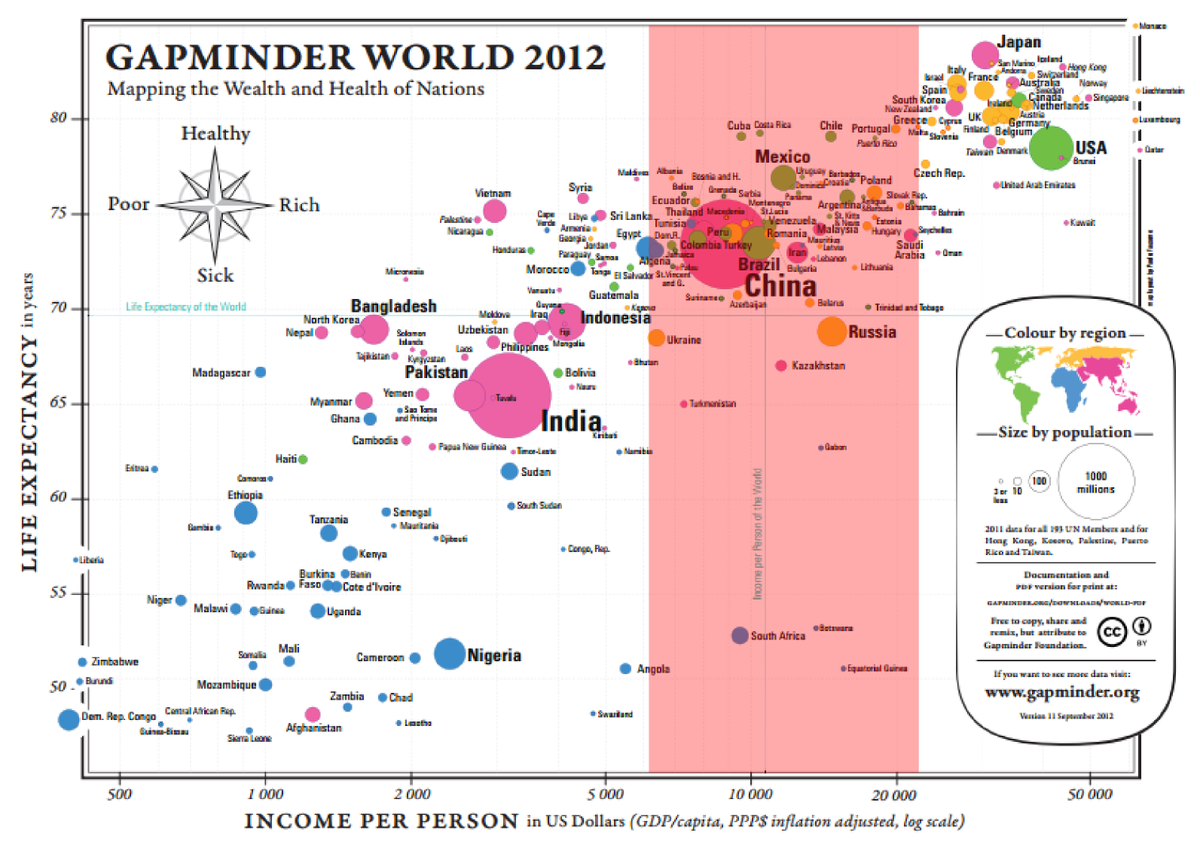 GAPMINDER WORLD 2012
Mapping the Wealth and Health of Nations
Healthy
Poor
Rich
Sick
LIFE EXPECTANCY in years
80
75
70
65
60
55
50
Life Expectancy of the World
Income per Person of the World
Monaco
Japan
San Marino
Iceland
Hong Kong
Andorra
Switzerland
Italy
France
Israel
Spain
Australia
Sweden
Norway
Canada
Singapore
Liechtenstein
South Korea
New Zealand
Ireland
Netherlands
Greece
Cyprus
UK
Austria
Germany
Luxembourg
Malta
Slovenia
Finland
Belgium
Taiwan
Denmark
USA
Brunei
Qatar
Cuba
Costa Rica
Chile
Portugal
Puerto Rico
Mexico
Czech Rep.
United Arab Emirates
Maldives
Albania
Bosnia and H.
Uruguay
Barbados
Dominica
Croatia
Poland
Vietnam
Syria
Belize
Grenada
Serbia
Panama
Slovak Rep.
Ecuador
Montenegro
Argentina
Antigua
& Barbuda
Bahamas
Bahrain
Palestine
Nicaragua
Cape
Verde
Libya
Sri Lanka
Thailand
Macedonia
St.Lucia
St. Kitts
& Nevis
Estonia
Kuwait
Armenia
Georgia
Tunisia
Peru
Venezuela
Malaysia
Hungary
Seychelles
Egypt
Romania
Jordan
Honduras
Paraguay
Samoa
Algeria
Dom.R.
Jamaica
Colombia
Turkey
Mauritius
Latvia
Saudi
Arabia
Oman
Iran
Lebanon
Morocco
Tonga
El Salvador
Palau
St.Vincent
and G.
Brazil
Bulgaria
Lithuania
Micronesia
Vanuatu
Guatemala
China
Suriname
Azerbaijan
Belarus
Trinidad and Tobago
Bangladesh
Guyana
Kosovo
North Korea
Nepal
Moldova
Iraq
Indonesia
Solomon
Islands
Uzbekistan
Fiji
Philippines
Mongolia
Ukraine
Russia
Tajikistan
Kyrgyzstan
Laos
Bhutan
Kazakhstan
Madagascar
Pakistan
Bolivia
Nauru
Myanmar
Yemen
Tuvalu
Turkmenistan
Ghana
Sao Tome
and Principe
India
Kiribati
Cambodia
Papua New Guinea
Timor-Leste
Namibia
Gabon
Haiti
Eritrea
Comoros
Sudan
Ethiopia
South Sudan
Gambia
Senegal
Mauritania
Tanzania
Djibouti
Liberia
Togo
Kenya
Congo, Rep.
Burkina
Faso
Benin
Rwanda
Cote d'Ivoire
Niger
Malawi
Guinea
Uganda
South Africa
Botswana
Zimbabwe
Somalia
Mali
Cameroon
Nigeria
Angola
Equatorial Guinea
Burundi
Mozambique
Zambia
Chad
Dem. Rep. Congo
Central African Rep.
Guinea-Bissau
Sierra Leone
Afghanistan
Lesotho
Swaziland
Colour by region
Size by population
3 or
less
10
100
1000
millions
2011 data for all 193 UN Members and for
Hong Kong, Kosovo, Palestine, Puerto
Rico and Taiwan.
Documentation and
PDF version for print at:
GAPMINDER.ORG/DOWNLOADS/WORLD-PDF
Free to copy, share and
remix, but attribute to
Gapminder Foundation.
CC
BY
If you want to see more data visit:
www.gapminder.org
Version 11 September 2012
500
1 000
2 000
5 000
10 000
20 000
50 000
INCOME PER PERSON in US Dollars (GDP/capita, PPP$ inflation adjusted, log scale)